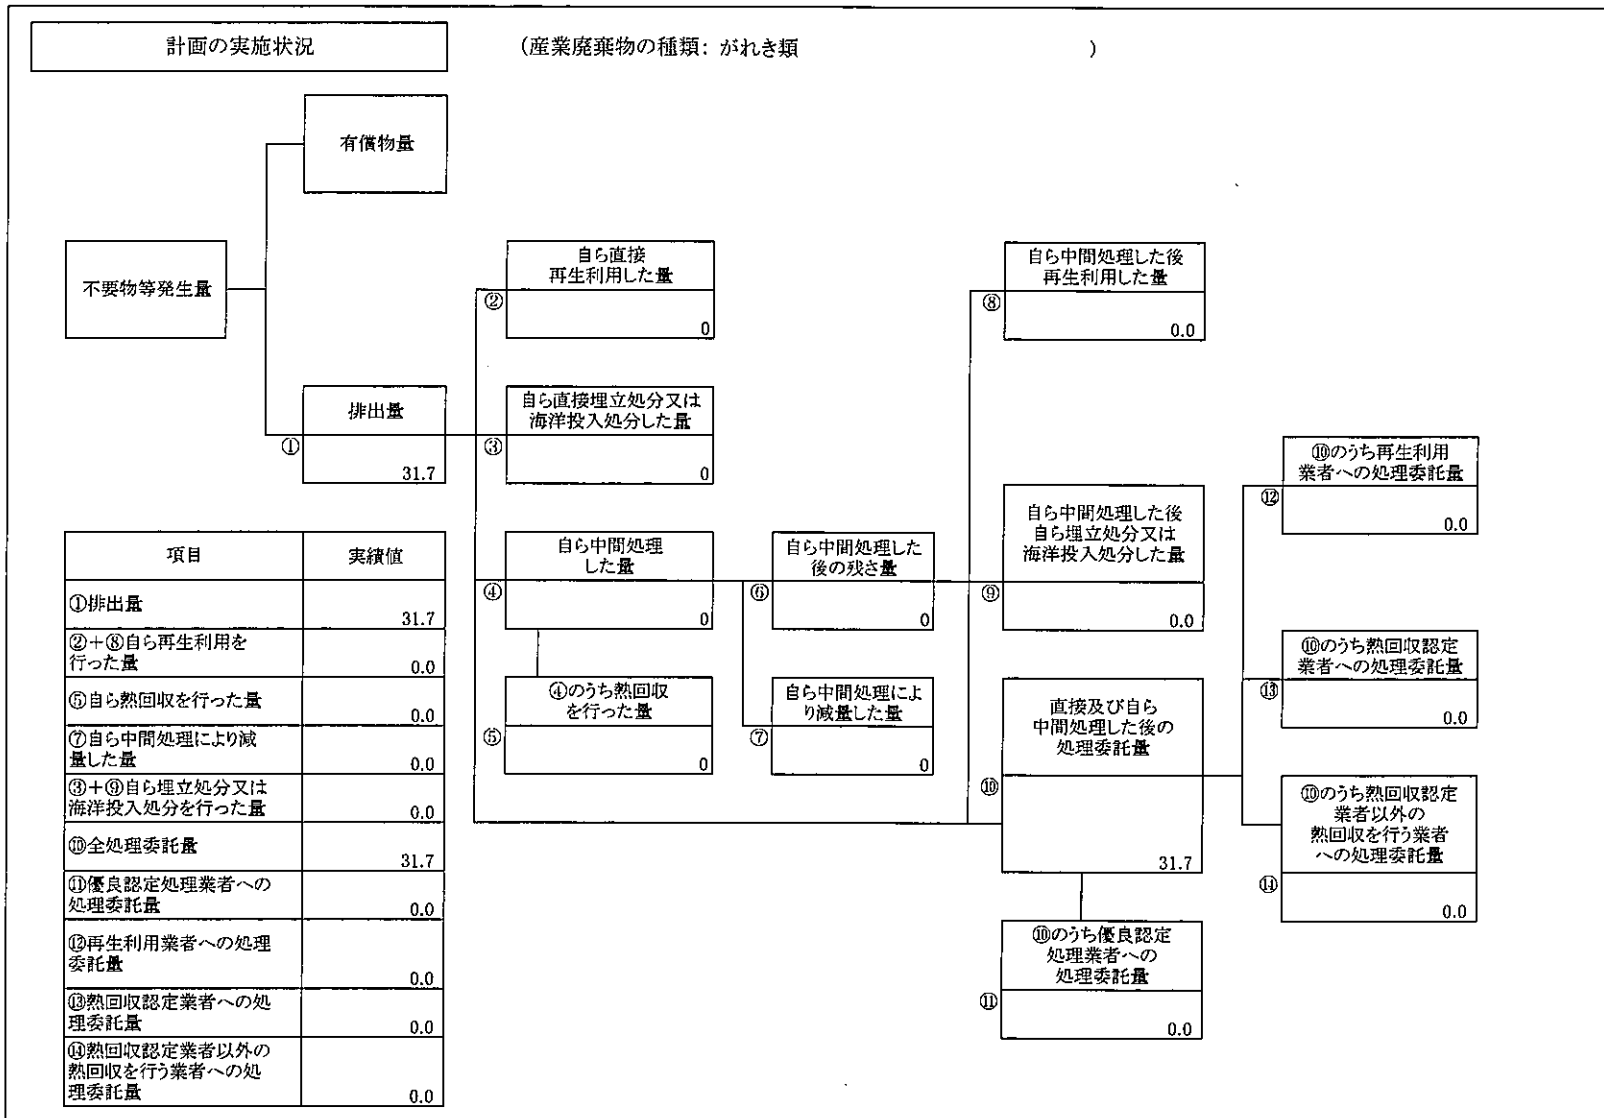 計画の実施状況
(産業廃棄物の種類: がれき類 )
有償物量
不要物等発生量
排出量
①
31.7
自ら直接
再生利用した量
②
0
自ら直接埋立処分又は
海洋投入処分した量
③
0
自ら中間処理
した量
④
0
④のうち熱回収
を行った量
⑤
0
自ら中間処理した
後の残さ量
⑥
0
自ら中間処理によ
り減量した量
⑦
0
自ら中間処理した後
再生利用した量
⑧
0.0
自ら中間処理した後
自ら埋立処分又は
海洋投入処分した量
⑨
0.0
直接及び自ら
中間処理した後の
処理委託量
⑩
31.7
⑩のうち優良認定
処理業者への
処理委託量
⑪
0.0
⑩のうち再生利用
業者への処理委託量
⑫
0.0
⑩のうち熱回収認定
業者への処理委託量
⑬
0.0
⑩のうち熱回収認定
業者以外の
熱回収を行う業者
への処理委託量
⑭
0.0
項目 実績値
①排出量
31.7
②+⑧自ら再生利用を
行った量
0.0
⑤自ら熱回収を行った量
0.0
⑦自ら中間処理により減
量した量
0.0
③+⑨自ら埋立処分又は
海洋投入処分を行った量
0.0
⑩全処理委託量
31.7
⑪優良認定処理業者への
処理委託量
0.0
⑫再生利用業者への処理
委託量
0.0
⑬熱回収認定業者への処
理委託量
0.0
⑭熱回収認定業者以外の
熱回収を行う業者への処
理委託量
0.0